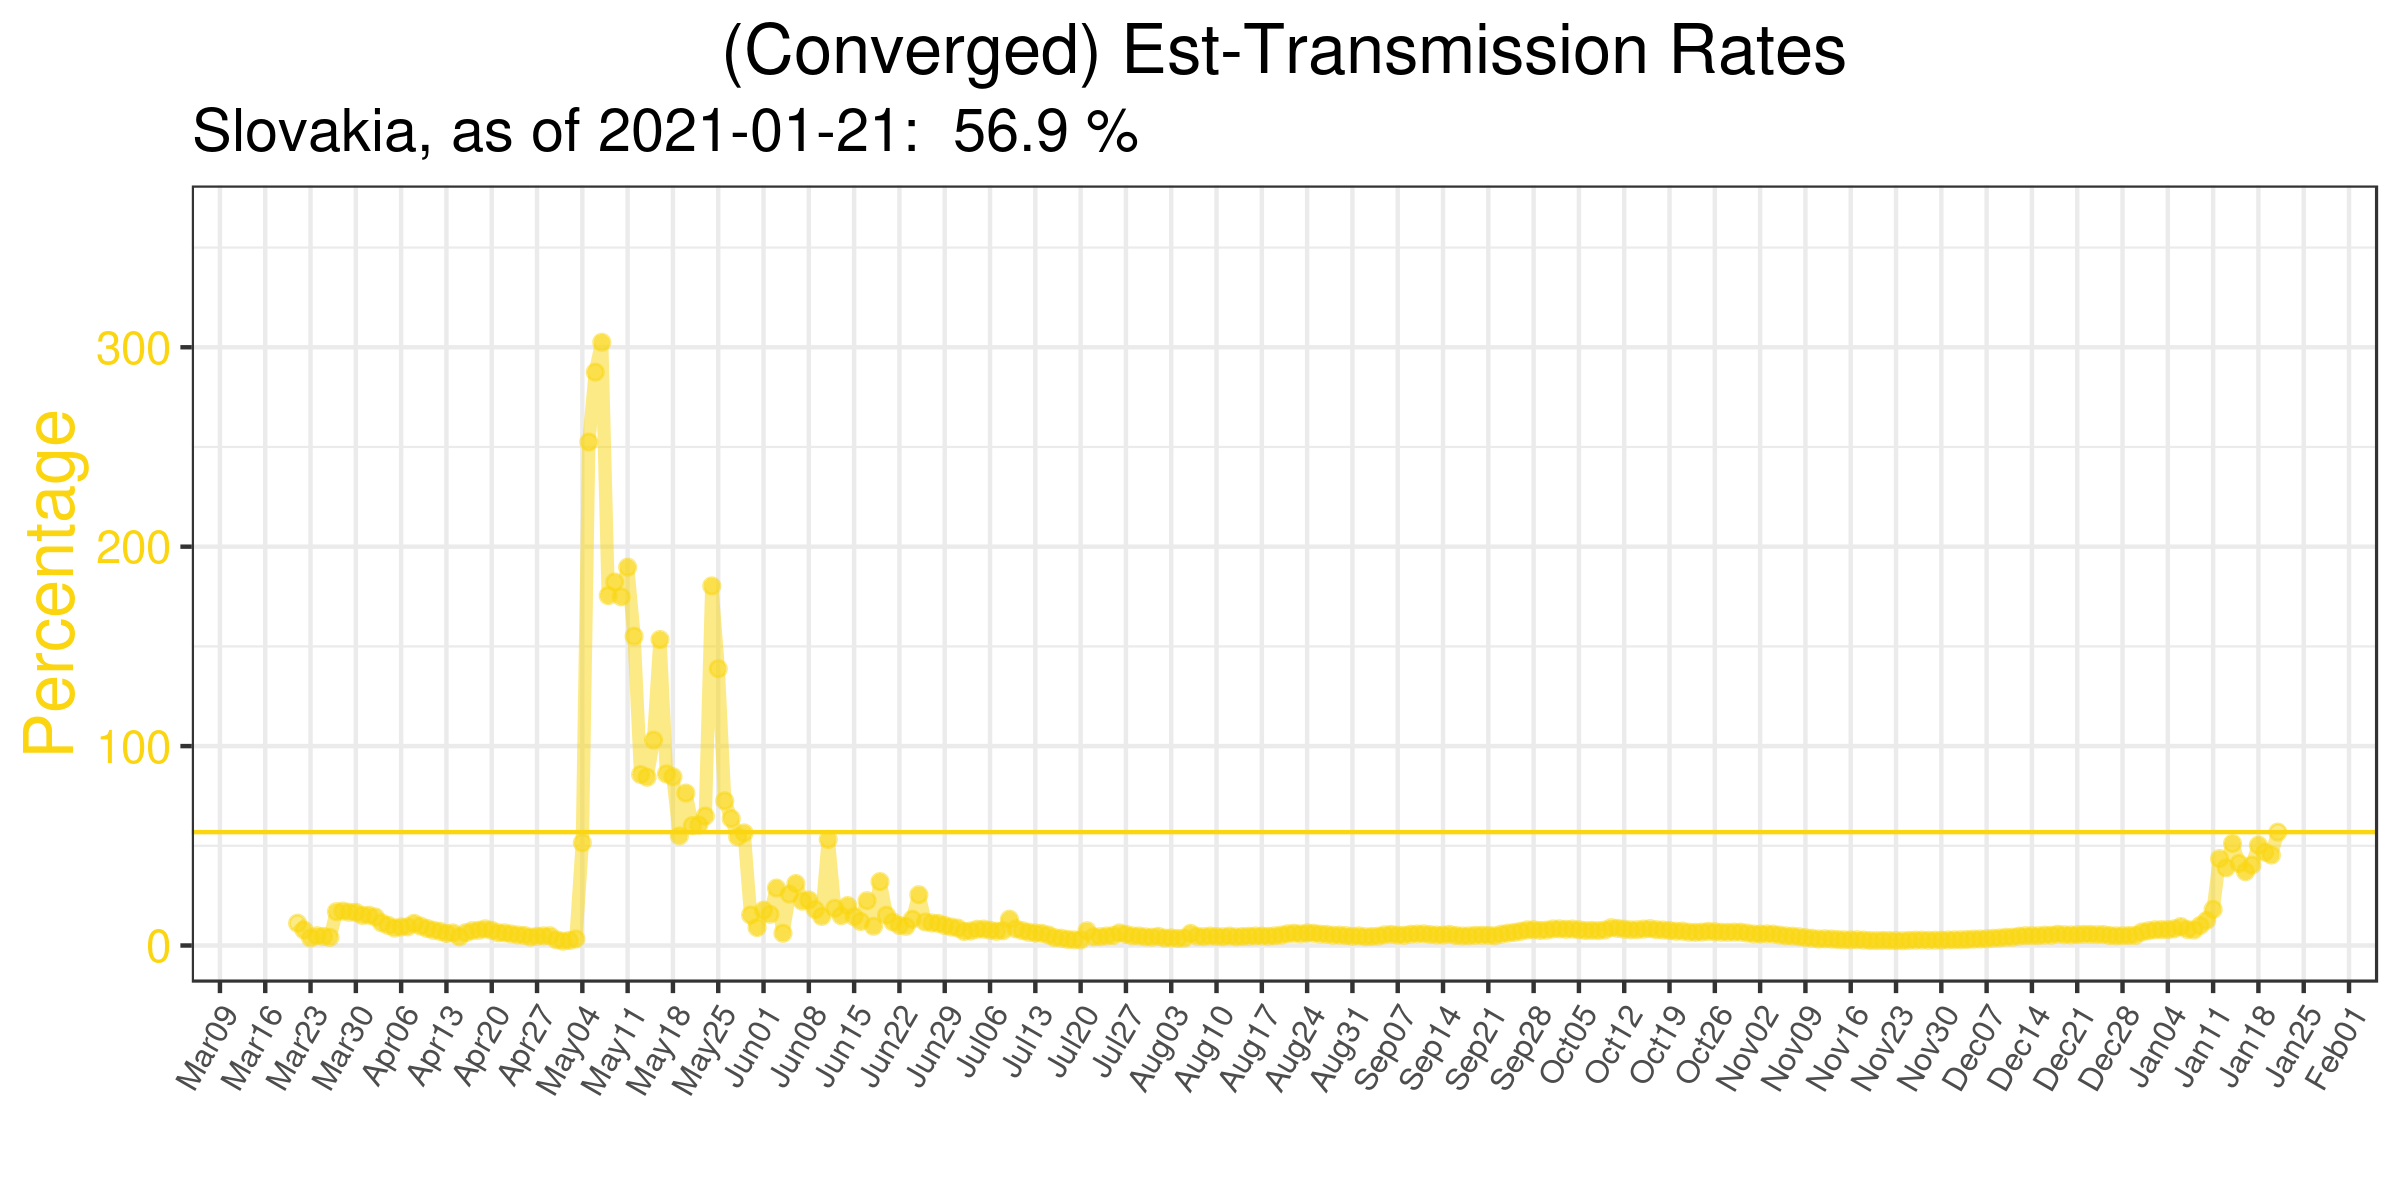 (Converged) Est-Transmission Rates
Slovakia, as of 2021-01-21:  56.9 %
Percentage
300
200
100
0
Mar09 Mar16 Mar23 Mar30 Apr06 Apr13 Apr20 Apr27 May04 May11 May18 May25 Jun01 Jun08 Jun15 Jun22 Jun29 Jul06 Jul13 Jul20 Jul27 Aug03 Aug10 Aug17 Aug24 Aug31 Sep07 Sep14 Sep21 Sep28 Oct05 Oct12 Oct19 Oct26 Nov02 Nov09 Nov16 Nov23 Nov30 Dec07 Dec14 Dec21 Dec28 Jan04 Jan11 Jan18 Jan25 Feb01